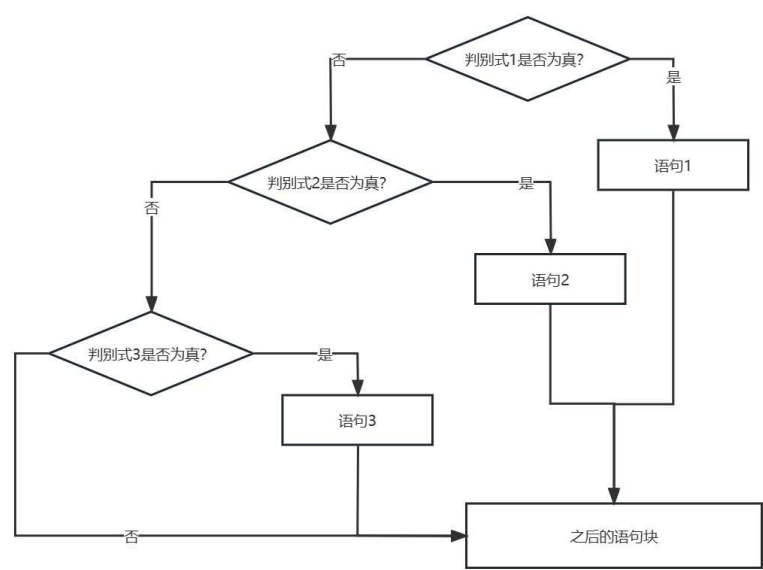 判别式1是否为真?
否
是
语句1
判别式2是否为真?
是
否
语句2
判别式3是否为真?
是
语句3
否
之后的语句块